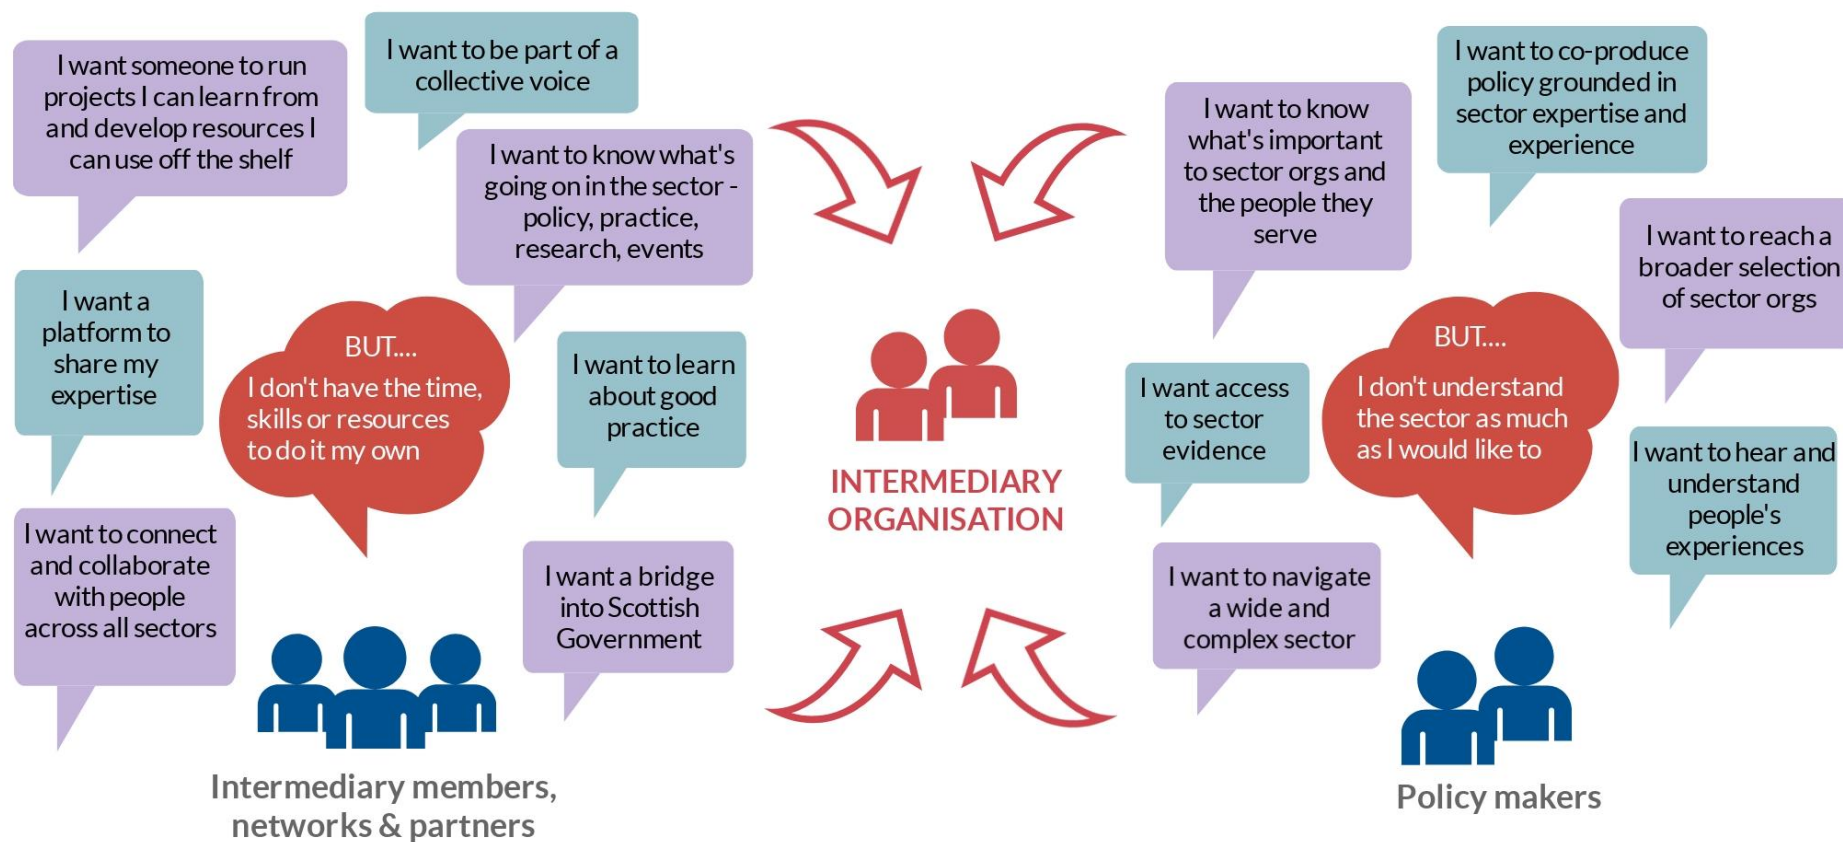 I want someone to run
projects I can learn from
and develop resources I
can use off the shelf
I want to be part of a
collective voice
I want to know what's
going on in the sector -
policy, practice,
research, events
I want a
platform to
share my
expertise
BUT....
I don't have the time,
skills or resources
to do it my own
I want to learn
about good
practice
I want to connect
and collaborate
with people
across all sectors
I want a bridge
into Scottish
Government
Intermediary members,
networks & partners
INTERMEDIARY
ORGANISATION
I want to know
what's important
to sector orgs and
the people they
serve
I want to co-produce
policy grounded in
sector expertise and
experience
I want to reach a
broader selection
of sector orgs
BUT....
I don't understand
the sector as much
as I would like to
I want access
to sector
evidence
I want to hear and
understand
people's
experiences
I want to navigate
a wide and
complex sector
Policy makers